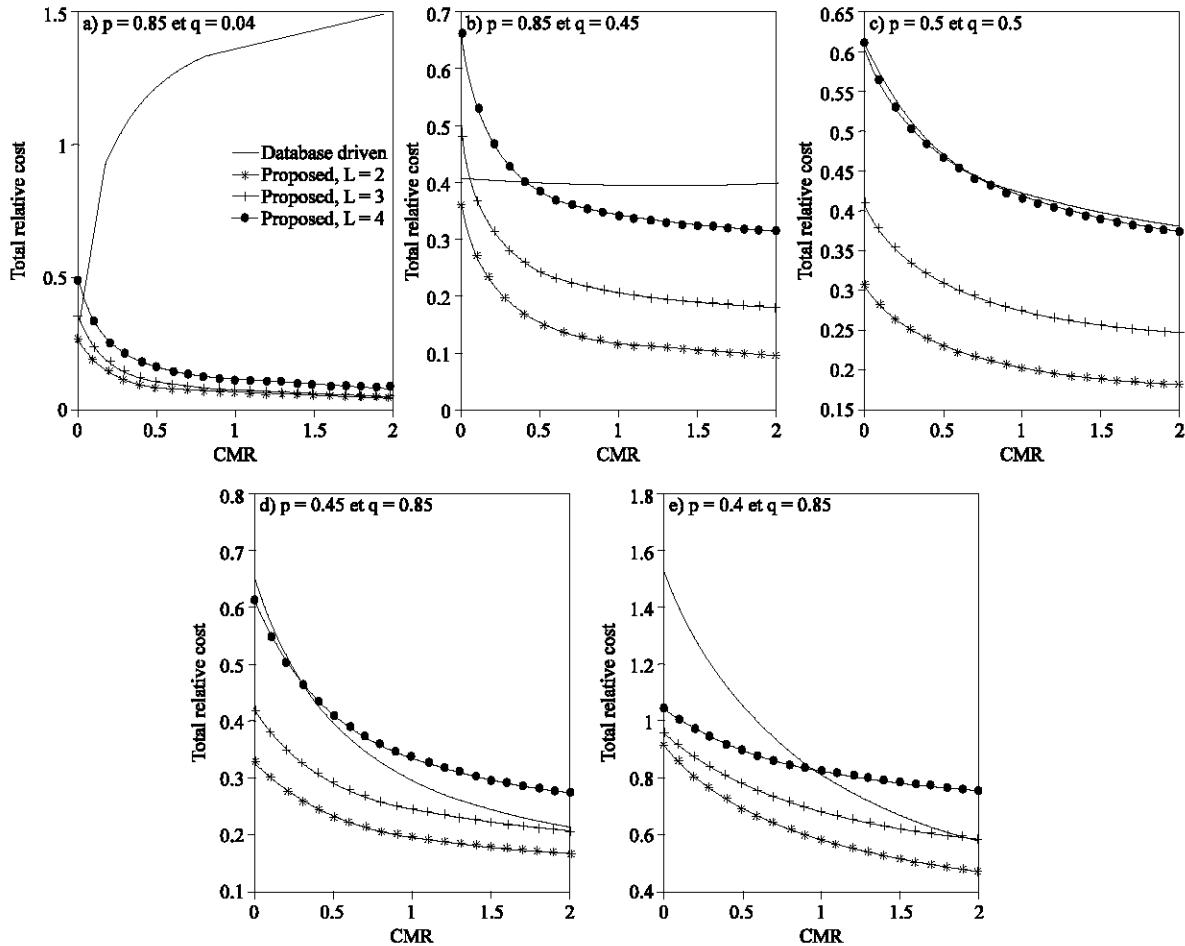 a) p = 0.85 et q = 0.04
1.5
1
0.5
0
Total relative cost
Database driven
Proposed, L = 2
Proposed, L = 3
Proposed, L = 4
0 0.5 1 1.5 2
CMR
b) p = 0.85 et q = 0.45
0.7
0.6
0.5
0.4
0.3
0.2
0.1
0
Total relative cost
0 0.5 1 1.5 2
CMR
c) p = 0.5 et q = 0.5
0.65
0.6
0.55
0.5
0.45
0.4
0.35
0.3
0.25
0.2
0.15
Total relative cost
0 0.5 1 1.5 2
CMR
d) p = 0.45 et q = 0.85
0.8
0.7
0.6
0.5
0.4
0.3
0.2
0.1
Total relative cost
0 0.5 1 1.5 2
CMR
e) p = 0.4 et q = 0.85
1.8
1.6
1.4
1.2
1
0.8
0.6
0.4
Total relative cost
0 0.5 1 1.5 2
CMR